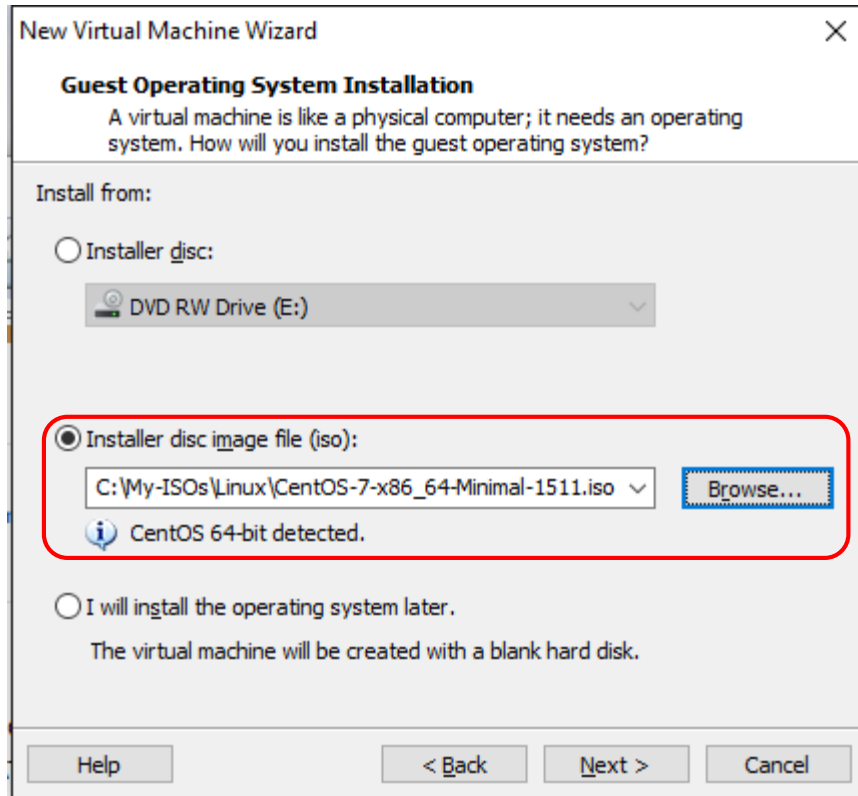 New Virtual Machine Wizard
Guest Operating System Installation
A virtual machine is like a physical computer; it needs an operating
system. How will you install the guest operating system?
Install from:
Installer disc:
DVD RW Drive (E:)
Installer disc image file (iso):
C:\My-ISOs\Linux\CentOS-7-x86_64-Minimal-1511.iso
Browse...
CentOS 64-bit detected.
I will install the operating system later.
The virtual machine will be created with a blank hard disk.
Help
< Back
Next >
Cancel